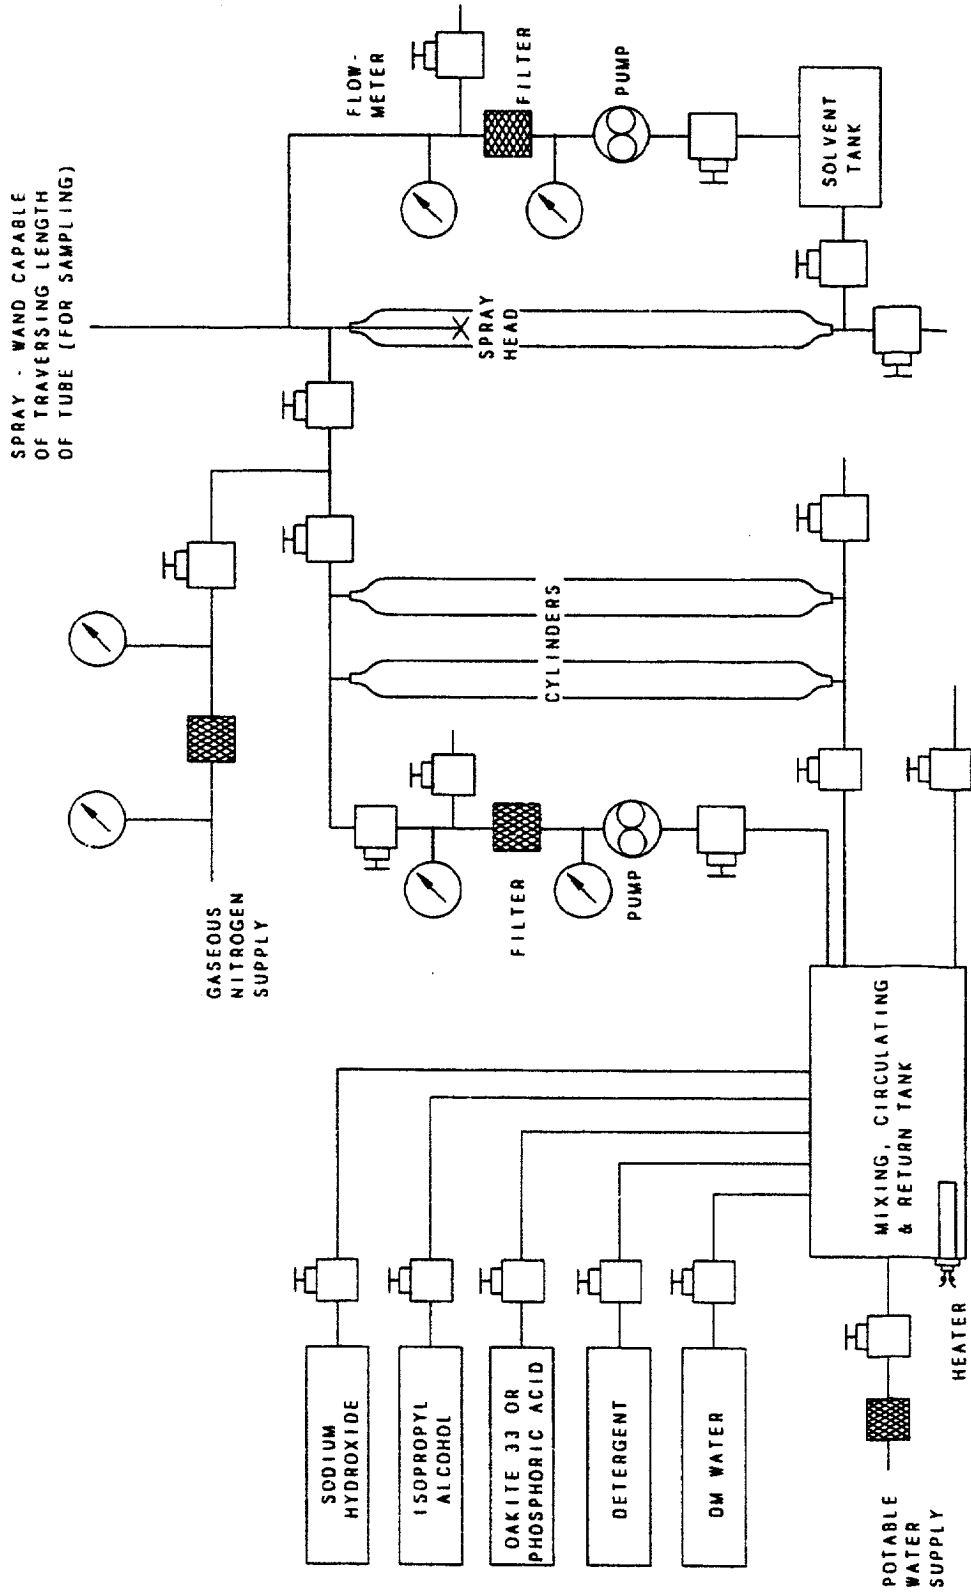 SODIUM
HYDROXIDE
ISOPROPYL
ALCOHOL
OAKITE 33 OR
PHOSPHORIC ACID
DETERGENT
DM WATER
POTABLE
WATER
SUPPLY
HEATER
MIXING, CIRCULATING
& RETURN TANK
GASEOUS
NITROGEN
SUPPLY
FILTER
PUMP
CYLINDERS
SPRAY - WAND CAPABLE
OF TRAVERSING LENGTH
OF TUBE (FOR SAMPLING)
SPRAY
HEAD
FLOW-
METER
FILTER
PUMP
SOLVENT
TANK